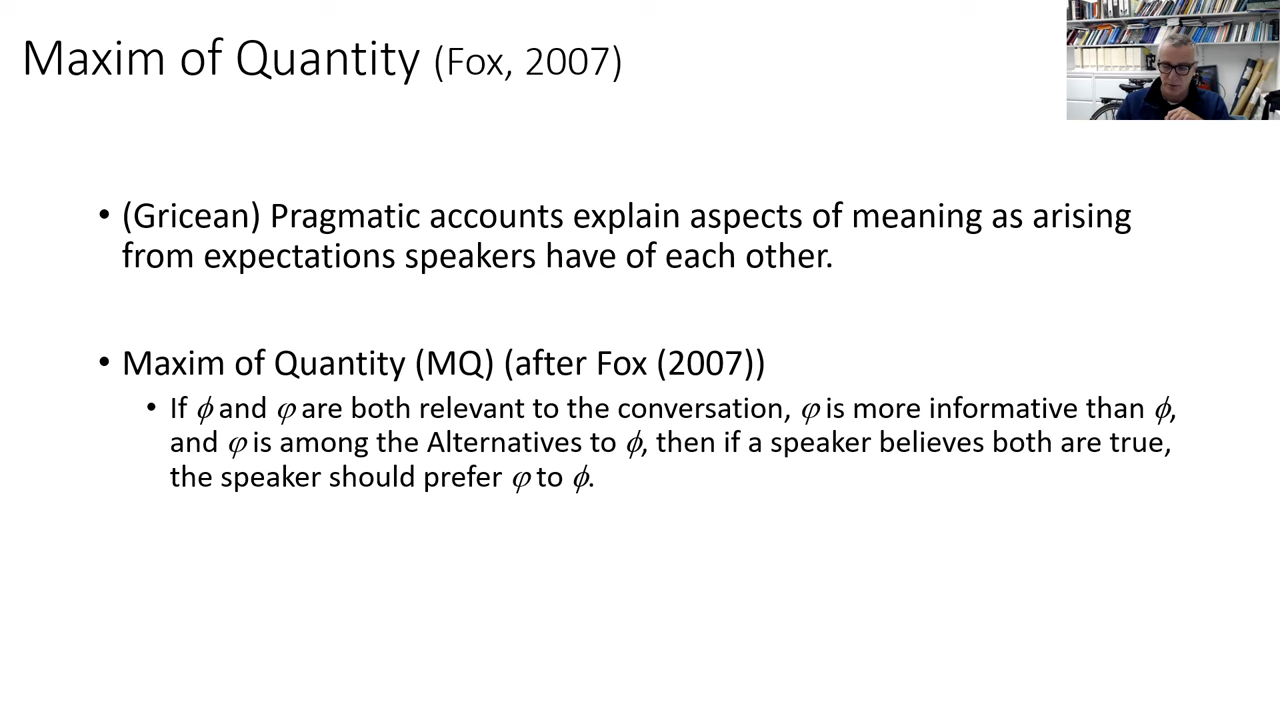 Maxim of Quantity (Fox, 2007)
• (Gricean) Pragmatic accounts explain aspects of meaning as arising
from expectations speakers have of each other.
• Maxim of Quantity (MQ) (after Fox (2007))
• If ϕ and φ are both relevant to the conversation, φ is more informative than ϕ,
and φ is among the Alternatives to ϕ, then if a speaker believes both are true,
the speaker should prefer φ to ϕ.